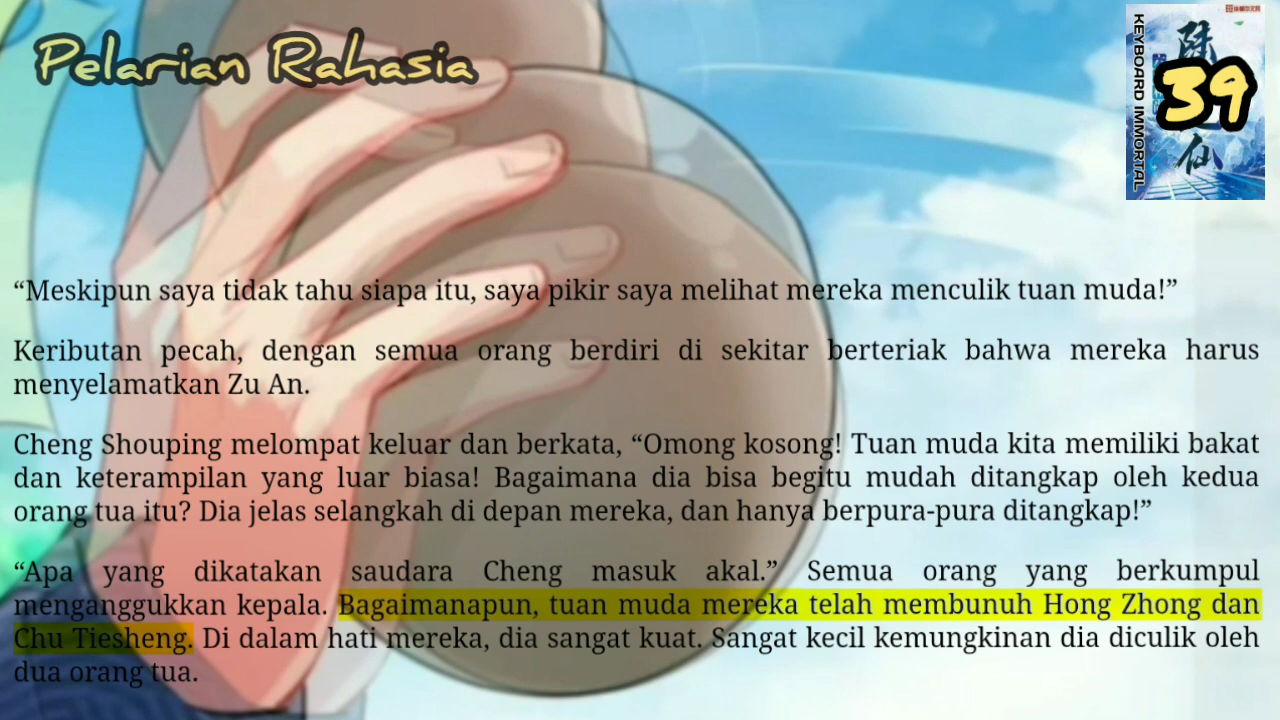 Pelarian Rahasia
KEYBOARD IMMORTAL
39
仙
“Meskipun saya tidak tahu siapa itu, saya pikir saya melihat mereka menculik tuan muda!”
Keributan pecah, dengan semua orang berdiri di sekitar berteriak bahwa mereka harus
menyelamatkan Zu An.
Cheng Shouping melompat keluar dan berkata, “Omong kosong! Tuan muda kita memiliki bakat
dan keterampilan yang luar biasa! Bagaimana dia bisa begitu mudah ditangkap oleh kedua
orang tua itu? Dia jelas selangkah di depan mereka, dan hanya berpura-pura ditangkap!”
“Apa yang dikatakan saudara Cheng masuk akal.” Semua orang yang berkumpul
menganggukkan kepala. Bagaimanapun, tuan muda mereka telah membunuh Hong Zhong dan
Chu Tiesheng. Di dalam hati mereka, dia sangat kuat. Sangat kecil kemungkinan dia diculik oleh
dua orang tua.